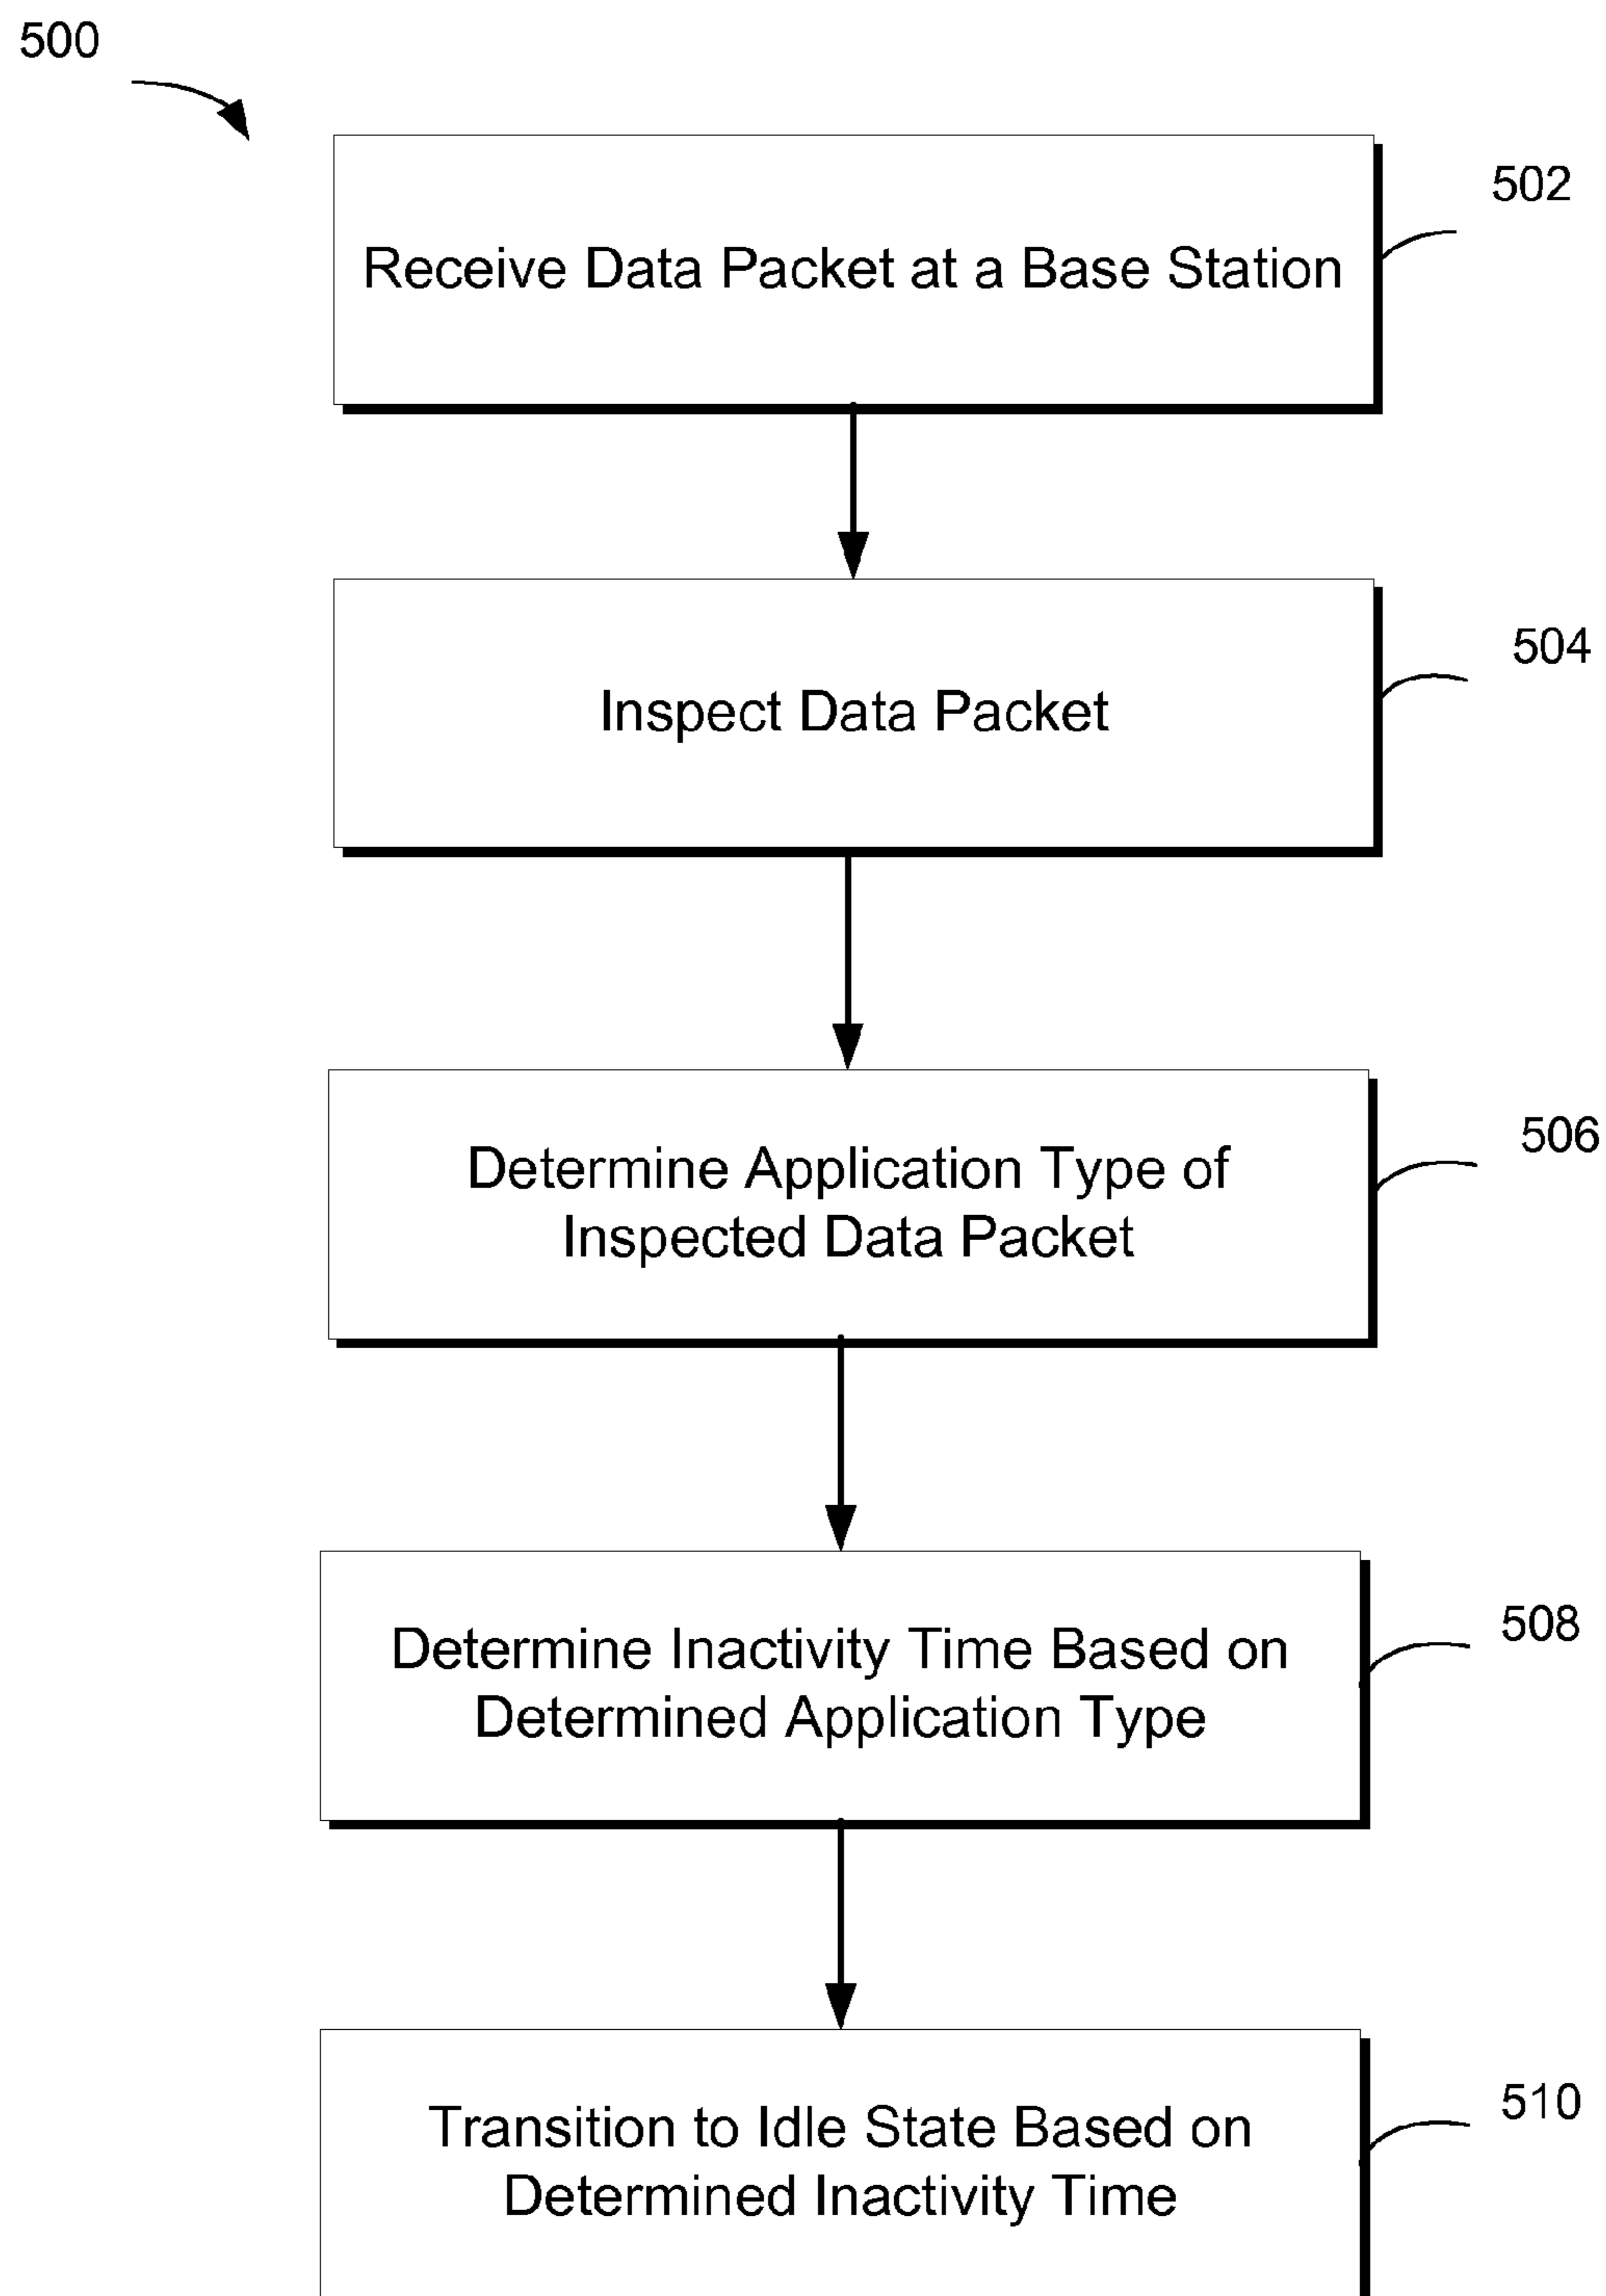 500
502
Receive Data Packet at a Base Station
504
Inspect Data Packet
506
Determine Application Type of
Inspected Data Packet
508
Determine Inactivity Time Based on
Determined Application Type
510
Transition to Idle State Based on
Determined Inactivity Time